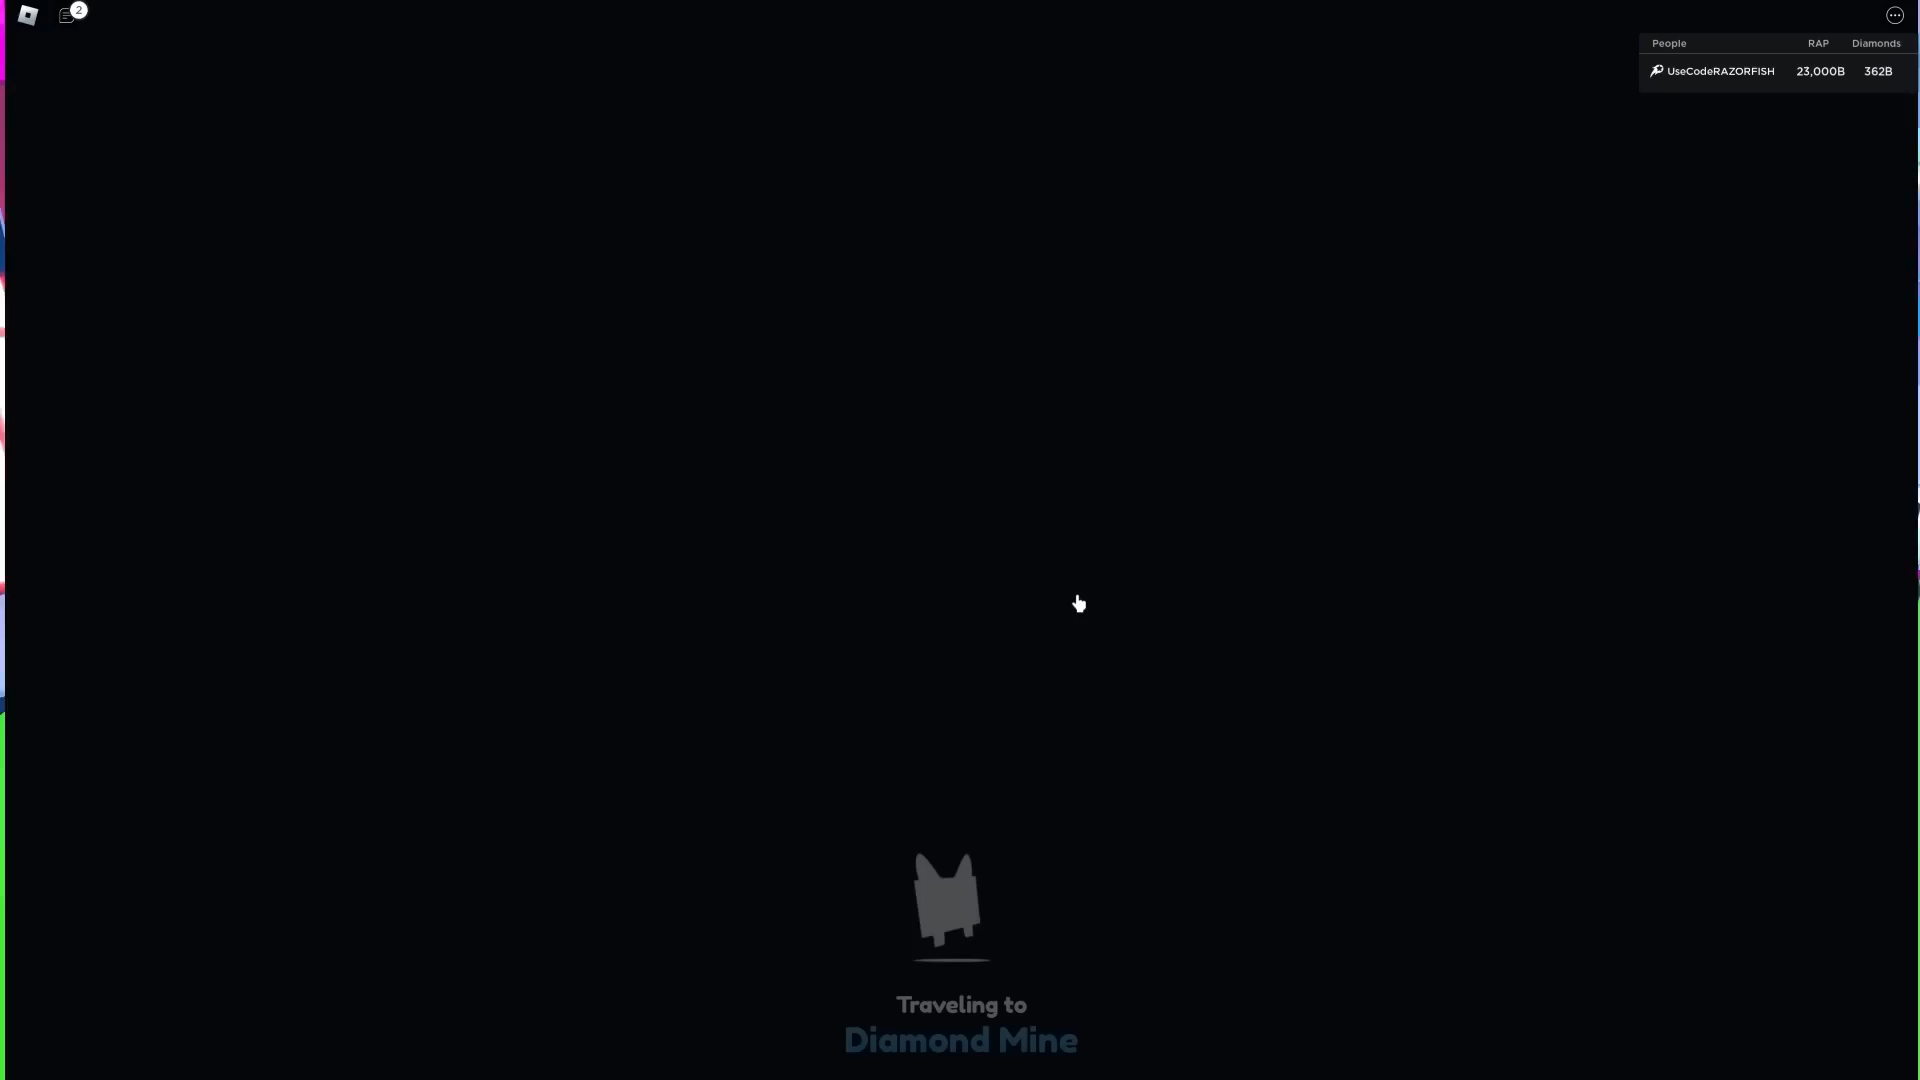 2
People RAP Diamonds
UseCodeRAZORFISH 23,000B 362B
Traveling to
Diamond Mine